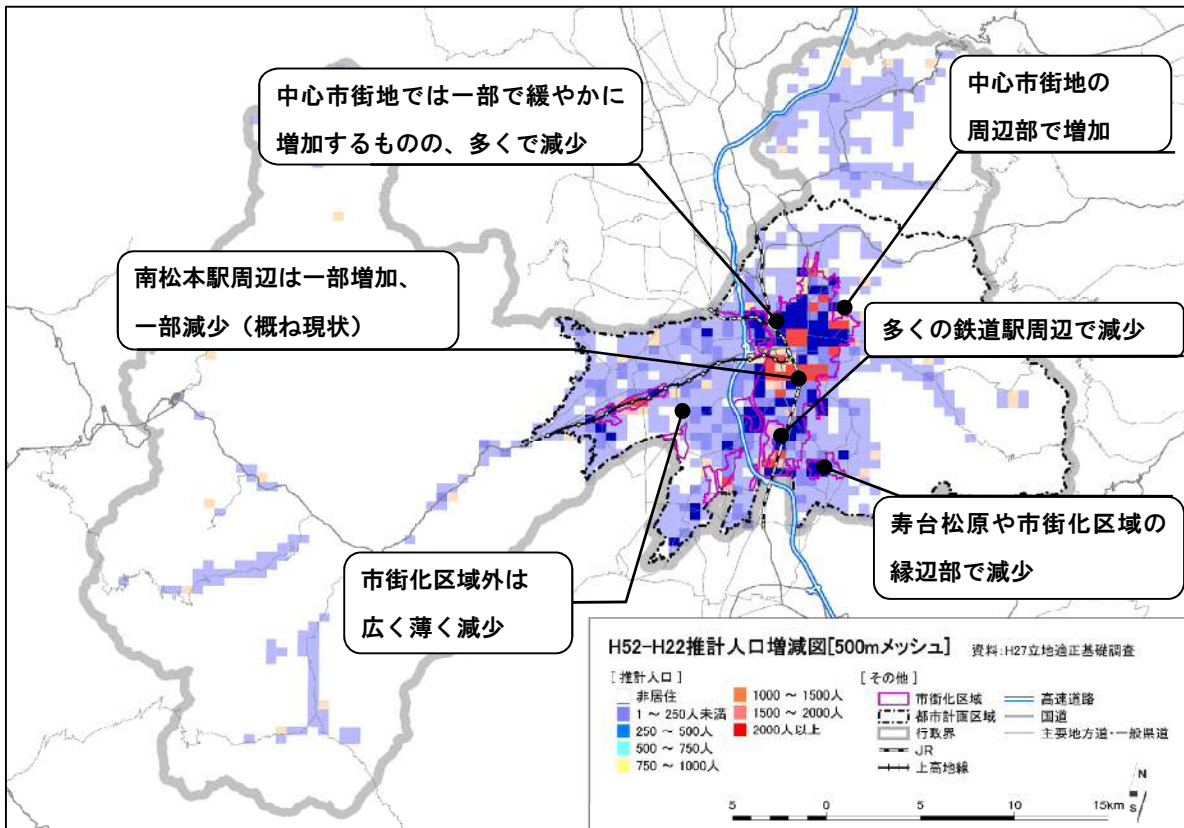 中心市街地では一部で緩やかに
増加するものの、多くで減少
中心市街地の
周辺部で増加
南松本駅周辺は一部増加、
一部減少（概ね現状）
多くの鉄道駅周辺で減少
寿台松原や市街化区域の
縁辺部で減少
市街化区域外は
広く薄く減少
H52-H22推計人口増減図[500mメッシュ] 資料:H27立地適正基礎調査
[推計人口]
非居住
1 ～ 250人未満
250 ～ 500人
500 ～ 750人
750 ～ 1000人
1000 ～ 1500人
1500 ～ 2000人
2000人以上
[その他]
市街化区域
都市計画区域
行政界
JR
上高地線
高速道路
国道
主要地方道・一般県道
N
S
5 0 5 10 15km